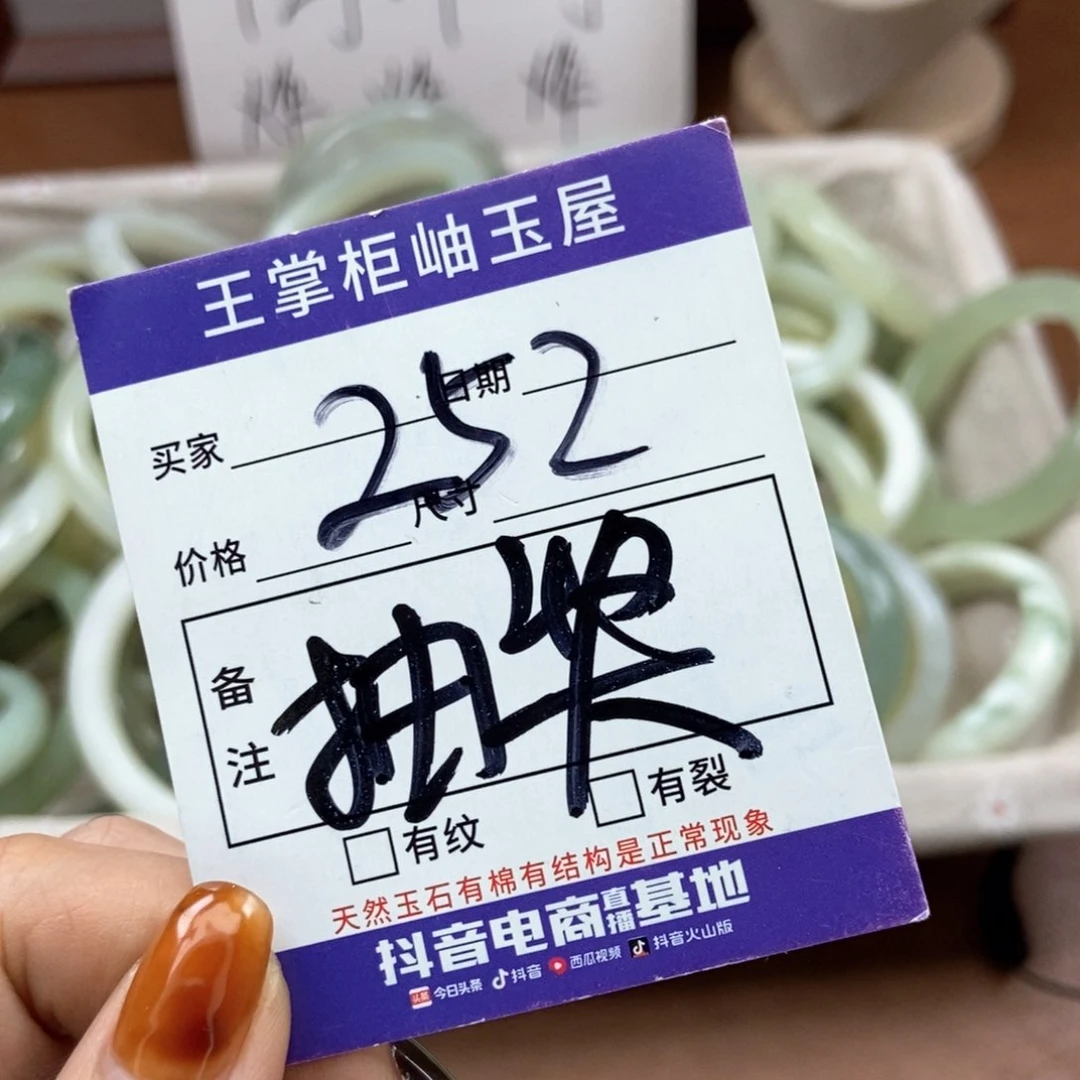 王掌柜岫玉屋
252
买家 日期
价格 尺寸
抽奖
备注
有纹 有裂
天然玉石有棉有结构是正常现象
抖音电商直播基地
头条 今日头条 抖音 西瓜视频 抖音火山版